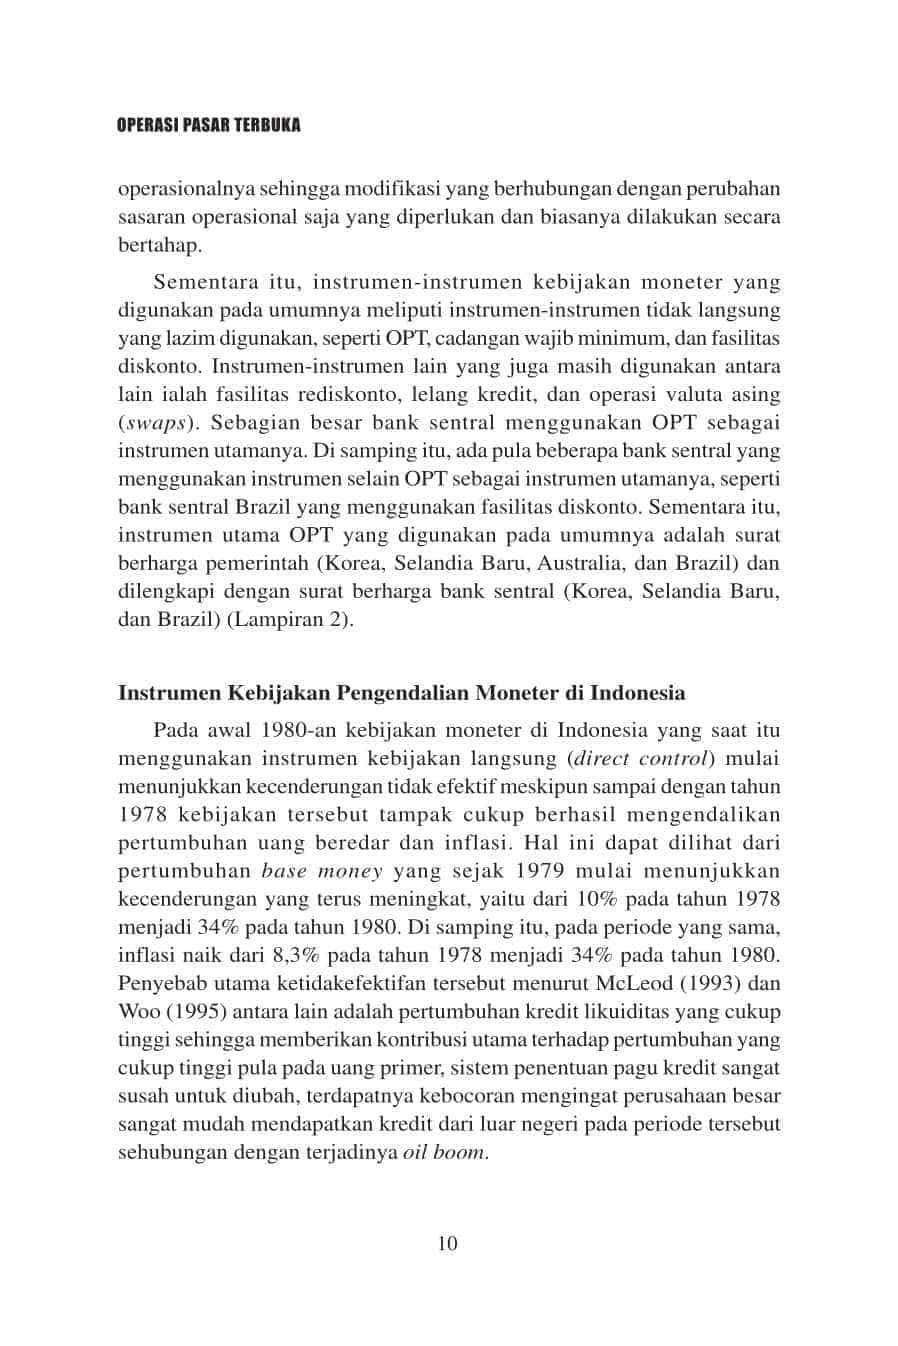 OPERASI PASAR TERBUKA
operasionalnya sehingga modifikasi yang berhubungan dengan perubahan
sasaran operasional saja yang diperlukan dan biasanya dilakukan secara
bertahap.
Sementara itu, instrumen-instrumen kebijakan moneter yang
digunakan pada umumnya meliputi instrumen-instrumen tidak langsung
yang lazim digunakan, seperti OPT, cadangan wajib minimum, dan fasilitas
diskonto. Instrumen-instrumen lain yang juga masih digunakan antara
lain ialah fasilitas rediskonto, lelang kredit, dan operasi valuta asing
(swaps). Sebagian besar bank sentral menggunakan OPT sebagai
instrumen utamanya. Di samping itu, ada pula beberapa bank sentral yang
menggunakan instrumen selain OPT sebagai instrumen utamanya, seperti
bank sentral Brazil yang menggunakan fasilitas diskonto. Sementara itu,
instrumen utama OPT yang digunakan pada umumnya adalah surat
berharga pemerintah (Korea, Selandia Baru, Australia, dan Brazil) dan
dilengkapi dengan surat berharga bank sentral (Korea, Selandia Baru,
dan Brazil) (Lampiran 2).
Instrumen Kebijakan Pengendalian Moneter di Indonesia
Pada awal 1980-an kebijakan moneter di Indonesia yang saat itu
menggunakan instrumen kebijakan langsung (direct control) mulai
menunjukkan kecenderungan tidak efektif meskipun sampai dengan tahun
1978 kebijakan tersebut tampak cukup berhasil mengendalikan
pertumbuhan uang beredar dan inflasi. Hal ini dapat dilihat dari
pertumbuhan base money yang sejak 1979 mulai menunjukkan
kecenderungan yang terus meningkat, yaitu dari 10% pada tahun 1978
menjadi 34% pada tahun 1980. Di samping itu, pada periode yang sama,
inflasi naik dari 8,3% pada tahun 1978 menjadi 34% pada tahun 1980.
Penyebab utama ketidakefektifan tersebut menurut McLeod (1993) dan
Woo (1995) antara lain adalah pertumbuhan kredit likuiditas yang cukup
tinggi sehingga memberikan kontribusi utama terhadap pertumbuhan yang
cukup tinggi pula pada uang primer, sistem penentuan pagu kredit sangat
susah untuk diubah, terdapatnya kebocoran mengingat perusahaan besar
sangat mudah mendapatkan kredit dari luar negeri pada periode tersebut
sehubungan dengan terjadinya oil boom.
10